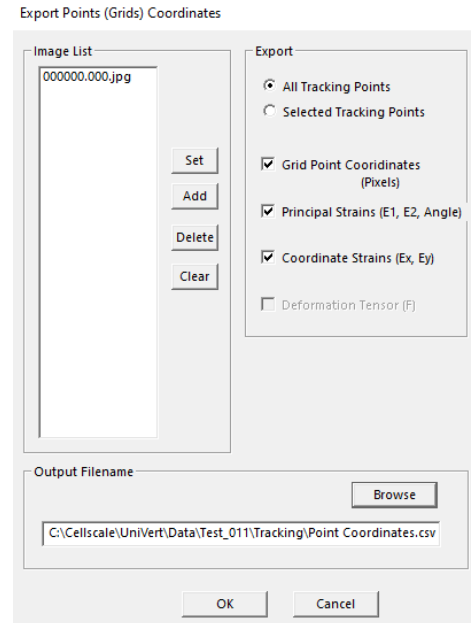 Export Points (Grids) Coordinates
Image List
000000.000.jpg
Set
Add
Delete
Clear
Export
All Tracking Points
Selected Tracking Points
Grid Point Cooridinates
(Pixels)
Principal Strains (E1, E2, Angle)
Coordinate Strains (Ex, Ey)
Deformation Tensor (F)
Output Filename
Browse
C:\Cellscale\UniVert\Data\Test_011\Tracking\Point Coordinates.csv
OK
Cancel